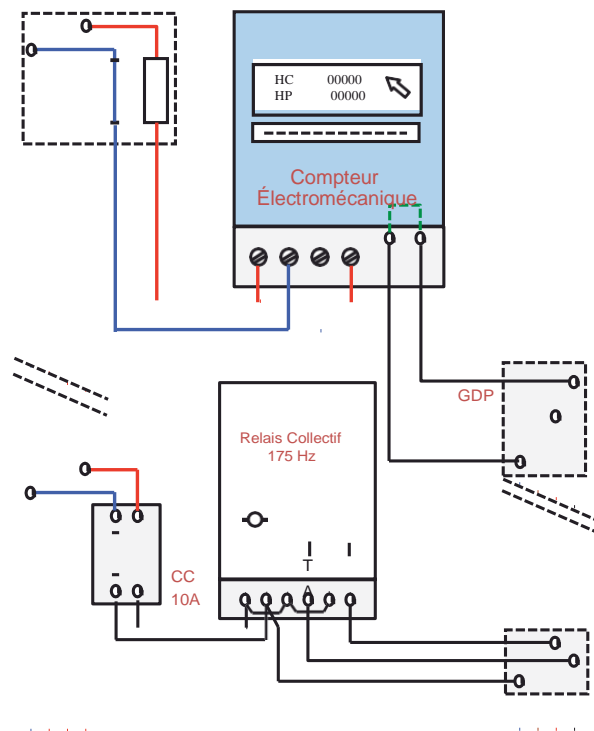 HC 00000
HP 00000
Compteur
Électromécanique
GDP
Relais Collectif
175 Hz
T
A
CC
10A